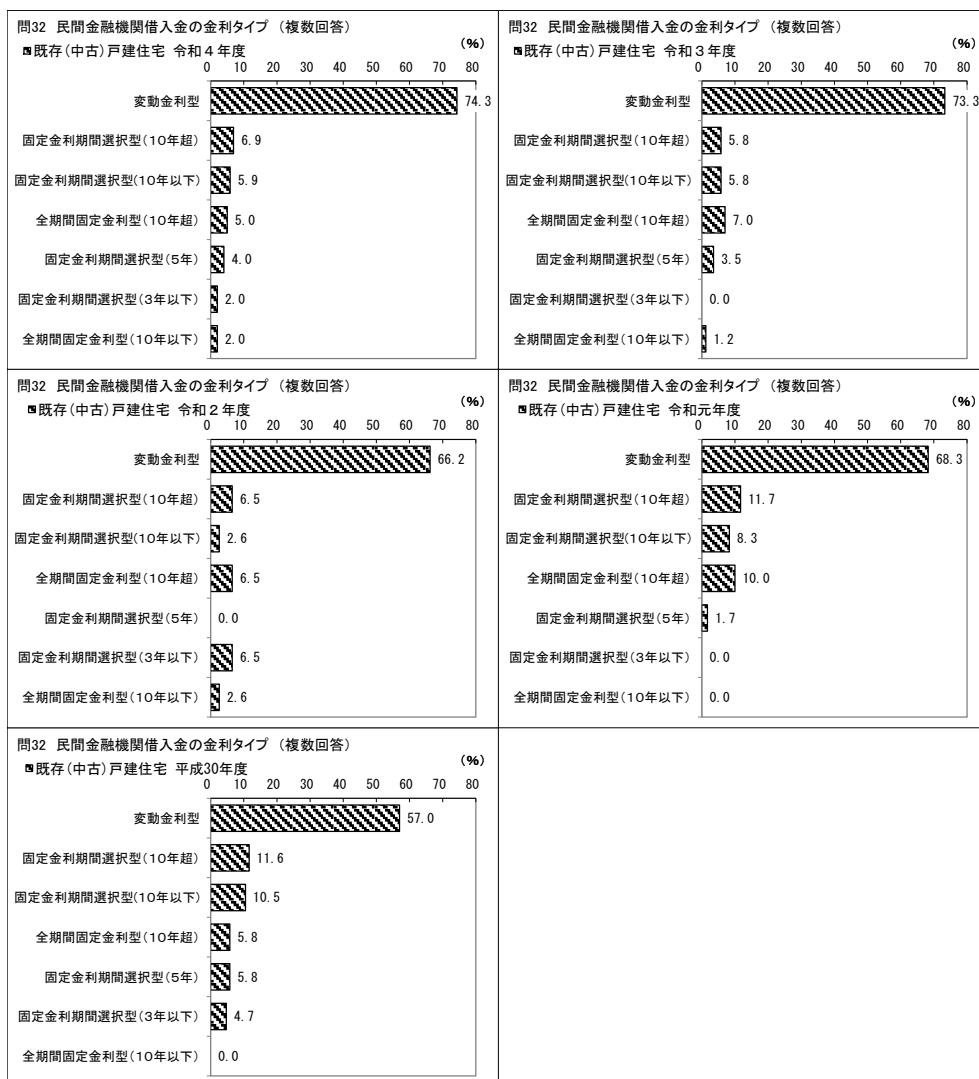 問32 民間金融機関借入金の金利タイプ (複数回答)
既存(中古)戸建住宅 令和4年度
(%)
0 10 20 30 40 50 60 70 80
変動金利型 74.3
固定金利期間選択型(10年超) 6.9
固定金利期間選択型(10年以下) 5.9
全期間固定金利型(10年超) 5.0
固定金利期間選択型(5年) 4.0
固定金利期間選択型(3年以下) 2.0
全期間固定金利型(10年以下) 2.0
問32 民間金融機関借入金の金利タイプ (複数回答)
既存(中古)戸建住宅 令和3年度
(%)
0 10 20 30 40 50 60 70 80
変動金利型 73.3
固定金利期間選択型(10年超) 5.8
固定金利期間選択型(10年以下) 5.8
全期間固定金利型(10年超) 7.0
固定金利期間選択型(5年) 3.5
固定金利期間選択型(3年以下) 0.0
全期間固定金利型(10年以下) 1.2
問32 民間金融機関借入金の金利タイプ (複数回答)
既存(中古)戸建住宅 令和2年度
(%)
0 10 20 30 40 50 60 70 80
変動金利型 66.2
固定金利期間選択型(10年超) 6.5
固定金利期間選択型(10年以下) 2.6
全期間固定金利型(10年超) 6.5
固定金利期間選択型(5年) 0.0
固定金利期間選択型(3年以下) 6.5
全期間固定金利型(10年以下) 2.6
問32 民間金融機関借入金の金利タイプ (複数回答)
既存(中古)戸建住宅 令和元年度
(%)
0 10 20 30 40 50 60 70 80
変動金利型 68.3
固定金利期間選択型(10年超) 11.7
固定金利期間選択型(10年以下) 8.3
全期間固定金利型(10年超) 10.0
固定金利期間選択型(5年) 1.7
固定金利期間選択型(3年以下) 0.0
全期間固定金利型(10年以下) 0.0
問32 民間金融機関借入金の金利タイプ (複数回答)
既存(中古)戸建住宅 平成30年度
(%)
0 10 20 30 40 50 60 70 80
変動金利型 57.0
固定金利期間選択型(10年超) 11.6
固定金利期間選択型(10年以下) 10.5
全期間固定金利型(10年超) 5.8
固定金利期間選択型(5年) 5.8
固定金利期間選択型(3年以下) 4.7
全期間固定金利型(10年以下) 0.0